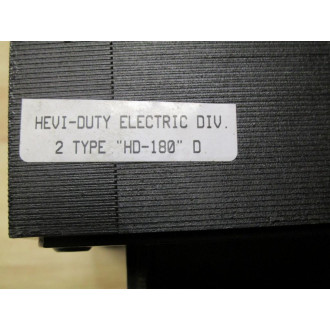 HEVI-DUTY ELECTRIC DIV.
2 TYPE "HD-180" D